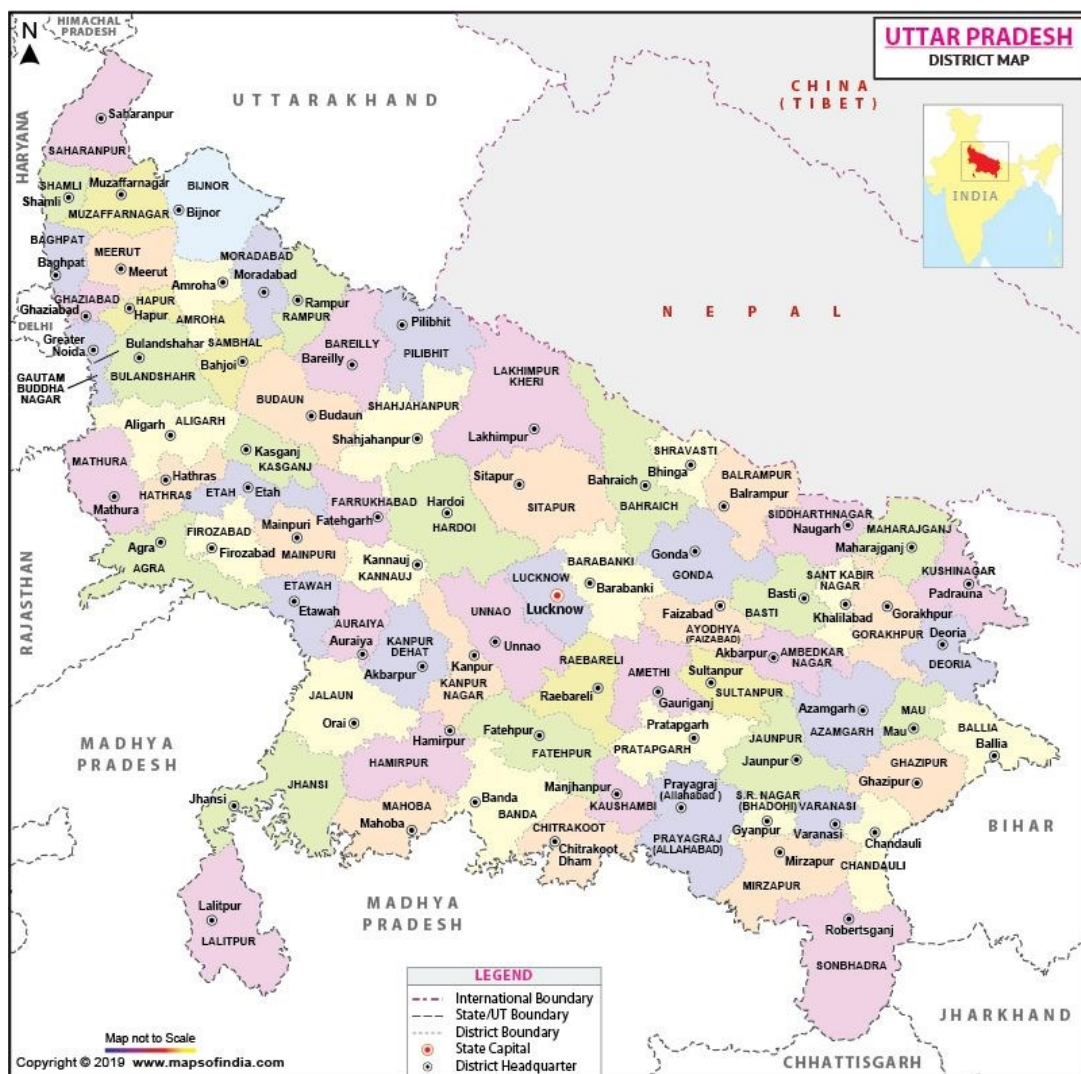 N
HIMACHAL
PRADESH
UTTAR PRADESH
DISTRICT MAP
UTTARAKHAND
CHINA
(TIBET)
INDIA
HARYANA
Saharanpur
SAHARANPUR
SHAMLI
Shamli
Muzaffarnagar
MUZAFFARNAGAR
BIJNOR
Bijnor
BAGHPAT
Baghpat
MEERUT
Meerut
MORADABAD
Moradabad
Amroha
AMROHA
GHAZIABAD
Ghaziabad
HAPUR
Hapur
Rampur
RAMPUR
DELHI
Greater
Noida
GAUTAM
BUDDHA
NAGAR
Bulandshahar
BULANDSHAHR
SAMBHAL
Bahjoi
BAREILLY
Bareilly
Pilibhit
PILIBHIT
NEPAL
LAKHIMPUR
KHERI
Lakhimpur
BUDAUN
Budaun
SHAHJAHANPUR
Shahjahanpur
Aligarh
ALIGARH
Kasganj
KASGANJ
MATHURA
Mathura
Hathras
HATHRAS
ETAH
Etah
FARRUKHABAD
Fatehgarh
Hardoi
HARDOI
Sitapur
SITAPUR
Bahraich
BAHRAICH
SHRAVASTI
Bhinga
BALRAMPUR
Balrampur
SIDDHARTHNAGAR
Naugarh
MAHARAJGANJ
Maharajganj
KUSHINAGAR
Padrauna
RAJASTHAN
Agra
AGRA
FIROZABAD
Firozabad
Mainpuri
MAINPURI
Kannauj
KANNAUJ
ETAWAH
Etawah
AURAIYA
Auraiya
KANPUR
DEHAT
Akbarpur
Kanpur
KANPUR
NAGAR
UNNAO
Unnao
LUCKNOW
Lucknow
BARABANKI
Barabanki
Gonda
GONDA
Faizabad
AYODHYA
(FAIZABAD)
Basti
BASTI
SANT KABIR
NAGAR
Khalilabad
Gorakhpur
GORAKHPUR
Deoria
DEORIA
RAEBARELI
Raebareli
AMETHI
Gauriganj
Sultanpur
SULTANPUR
Akbarpur
AMBEDKAR
NAGAR
Azamgarh
AZAMGARH
MAU
Mau
BALLIA
Ballia
JALAUN
Orai
MADHYA
PRADESH
Hamirpur
HAMIRPUR
Fatehpur
FATEHPUR
Pratapgarh
PRATAPGARH
JAUNPUR
Jaunpur
GHAZIPUR
Ghazipur
Jhansi
JHANSI
MAHOBA
Mahoba
Banda
BANDA
Manjhanpur
KAUSHAMBI
CHITRAKOOT
Chitrakoot
Dham
Prayagraj
(Allahabad )
PRAYAGRAJ
(ALLAHABAD)
S.R. NAGAR
(BHADOHI)
Gyanpur
VARANASI
Varanasi
Chandauli
CHANDAULI
BIHAR
Mirzapur
MIRZAPUR
Lalitpur
LALITPUR
MADHYA
PRADESH
Robertsganj
SONBHADRA
JHARKHAND
CHHATTISGARH
LEGEND
International Boundary
State/UT Boundary
District Boundary
State Capital
District Headquarter
Map not to Scale
Copyright © 2019 www.mapsofindia.com